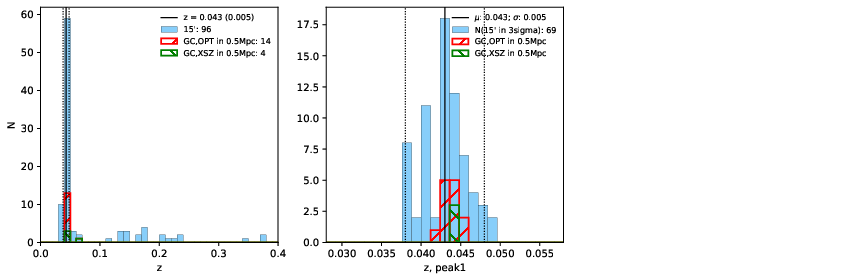 z = 0.043 (0.005)
15': 96
GC,OPT in 0.5Mpc: 14
GC,XSZ in 0.5Mpc: 4
60
50
40
30
20
10
0
N
0.0 0.1 0.2 0.3 0.4
z
μ: 0.043; σ: 0.005
N(15' in 3sigma): 69
GC,OPT in 0.5Mpc
GC,XSZ in 0.5Mpc
17.5
15.0
12.5
10.0
7.5
5.0
2.5
0.0
0.030 0.035 0.040 0.045 0.050 0.055
z, peak1